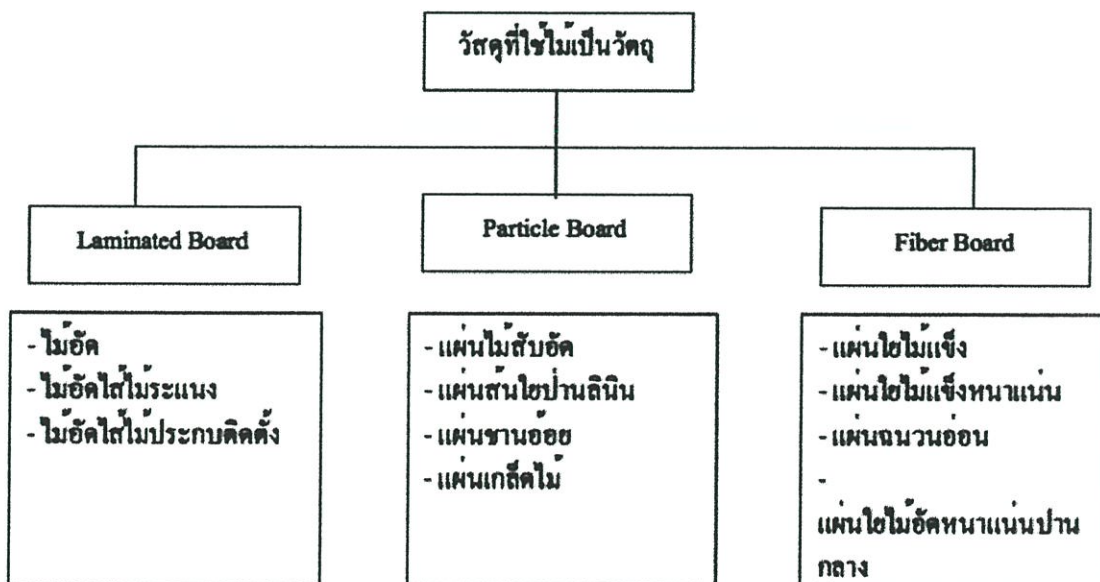 วัสดุที่ใช้ไม้เป็นวัตถุ
Laminated Board
Particle Board
Fiber Board
- ไม้อัด
- ไม้อัดไส้ไม้ระแนง
- ไม้อัดไส้ไม้ประกบติดตั้ง
- แผ่นไม้สับอัด
- แผ่นส้นใยป่านลินิน
- แผ่นชานอ้อย
- แผ่นเกล็ดไม้
- แผ่นใยไม้แข็ง
- แผ่นใยไม้แข็งหนาแน่น
- แผ่นฉนวนอ่อน
-
แผ่นใยไม้อัดหนาแน่นปาน
กลาง